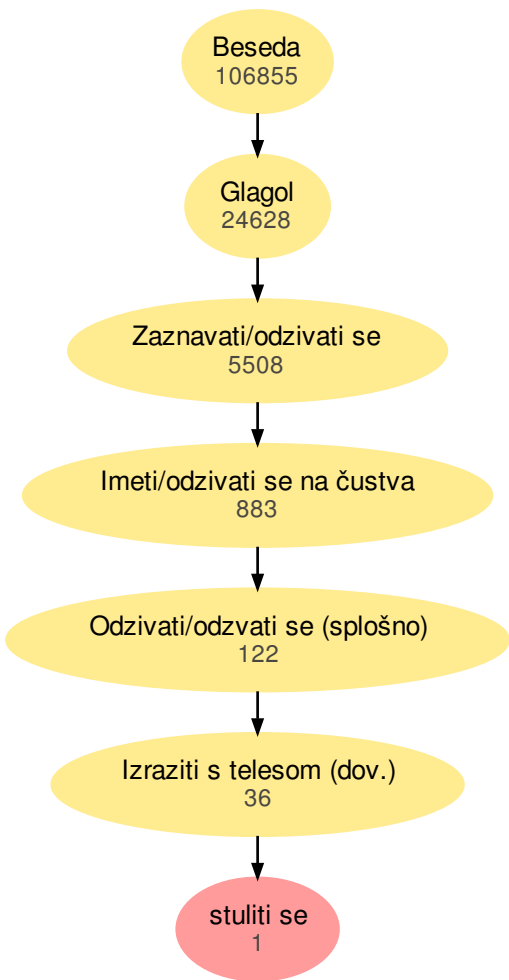 Beseda
106855
Glagol
24628
Zaznavati/odzivati se
5508
Imeti/odzivati se na čustva
883
Odzivati/odzvati se (splošno)
122
Izraziti s telesom (dov.)
36
stuliti se
1